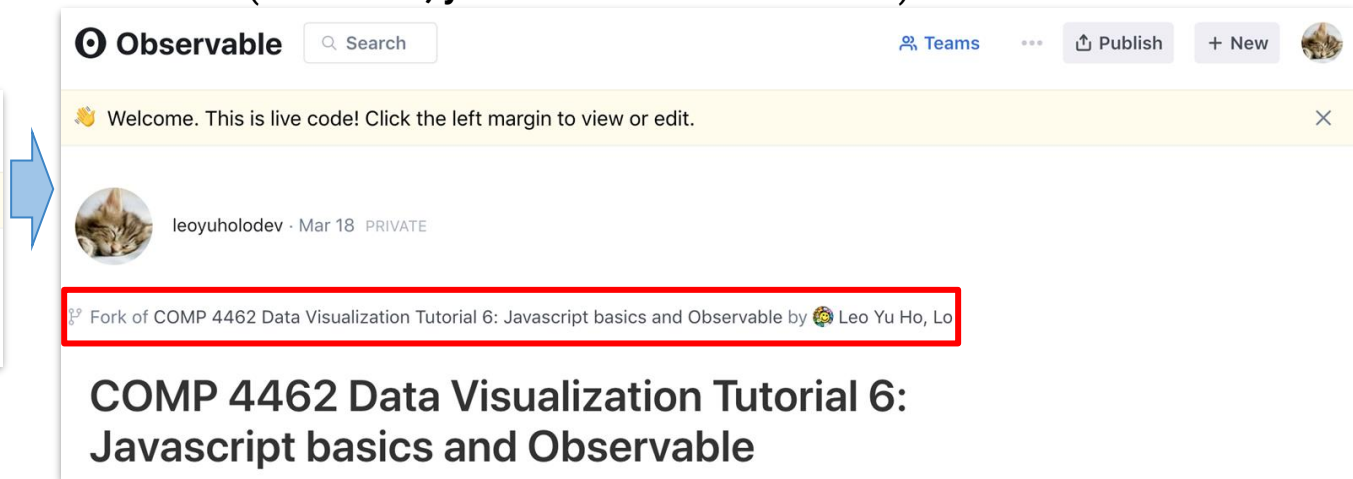 Observable
Search
Teams
Publish
+ New
Welcome. This is live code! Click the left margin to view or edit.
leoyuholodev · Mar 18 PRIVATE
Fork of COMP 4462 Data Visualization Tutorial 6: Javascript basics and Observable by Leo Yu Ho, Lo
COMP 4462 Data Visualization Tutorial 6:
Javascript basics and Observable